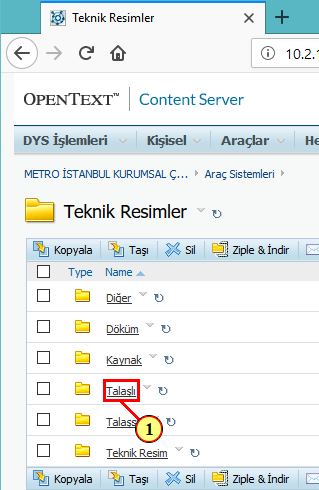 Teknik Resimler
10.2.1
OPENTEXT™ | Content Server
DYS İşlemleri Kişisel Araçlar He
METRO İSTANBUL KURUMSAL Ç... Araç Sistemleri
Teknik Resimler
Kopyala Taşı Sil Ziple & İndir
Type Name
Diğer
Döküm
Kaynak
Talaşlı
1
Teknik Resim
Kopyala Taşı Sil Ziple & İndir